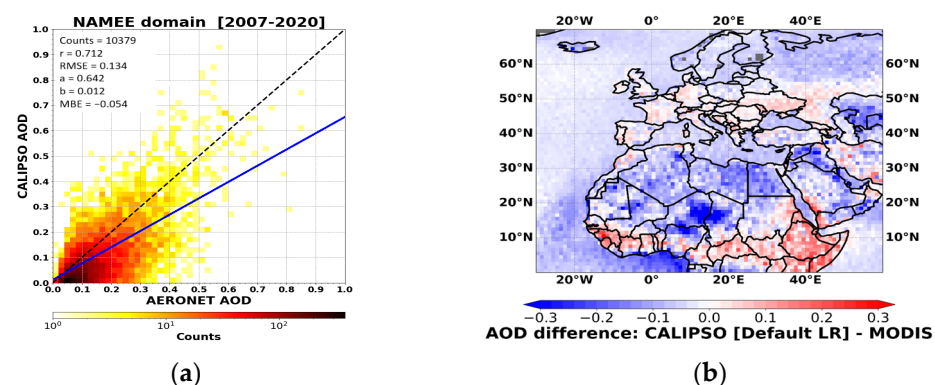 NAMEE domain [2007-2020]
Counts = 10379
r = 0.712
RMSE = 0.134
a = 0.642
b = 0.012
MBE = −0.054
1.0
0.9
0.8
0.7
0.6
0.5
0.4
0.3
0.2
0.1
0.0
CALIPSO AOD
0.0 0.1 0.2 0.3 0.4 0.5 0.6 0.7 0.8 0.9 1.0
AERONET AOD
10⁰ 10¹ 10²
Counts
(a)
20°W 0° 20°E 40°E
60°N 60°N
50°N 50°N
40°N 40°N
30°N 30°N
20°N 20°N
10°N 10°N
20°W 0° 20°E 40°E
−0.3 −0.2 −0.1 0.0 0.1 0.2 0.3
AOD difference: CALIPSO [Default LR] - MODIS
(b)